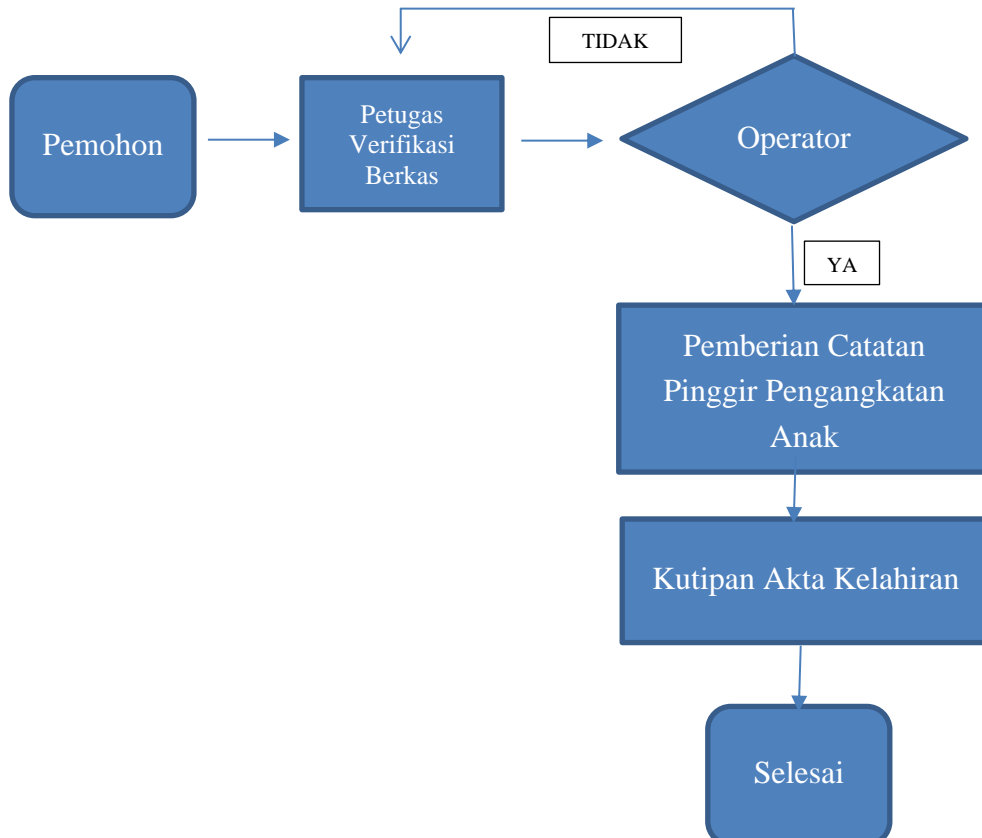 TIDAK
Pemohon
Petugas
Verifikasi
Berkas
Operator
YA
Pemberian Catatan
Pinggir Pengangkatan
Anak
Kutipan Akta Kelahiran
Selesai